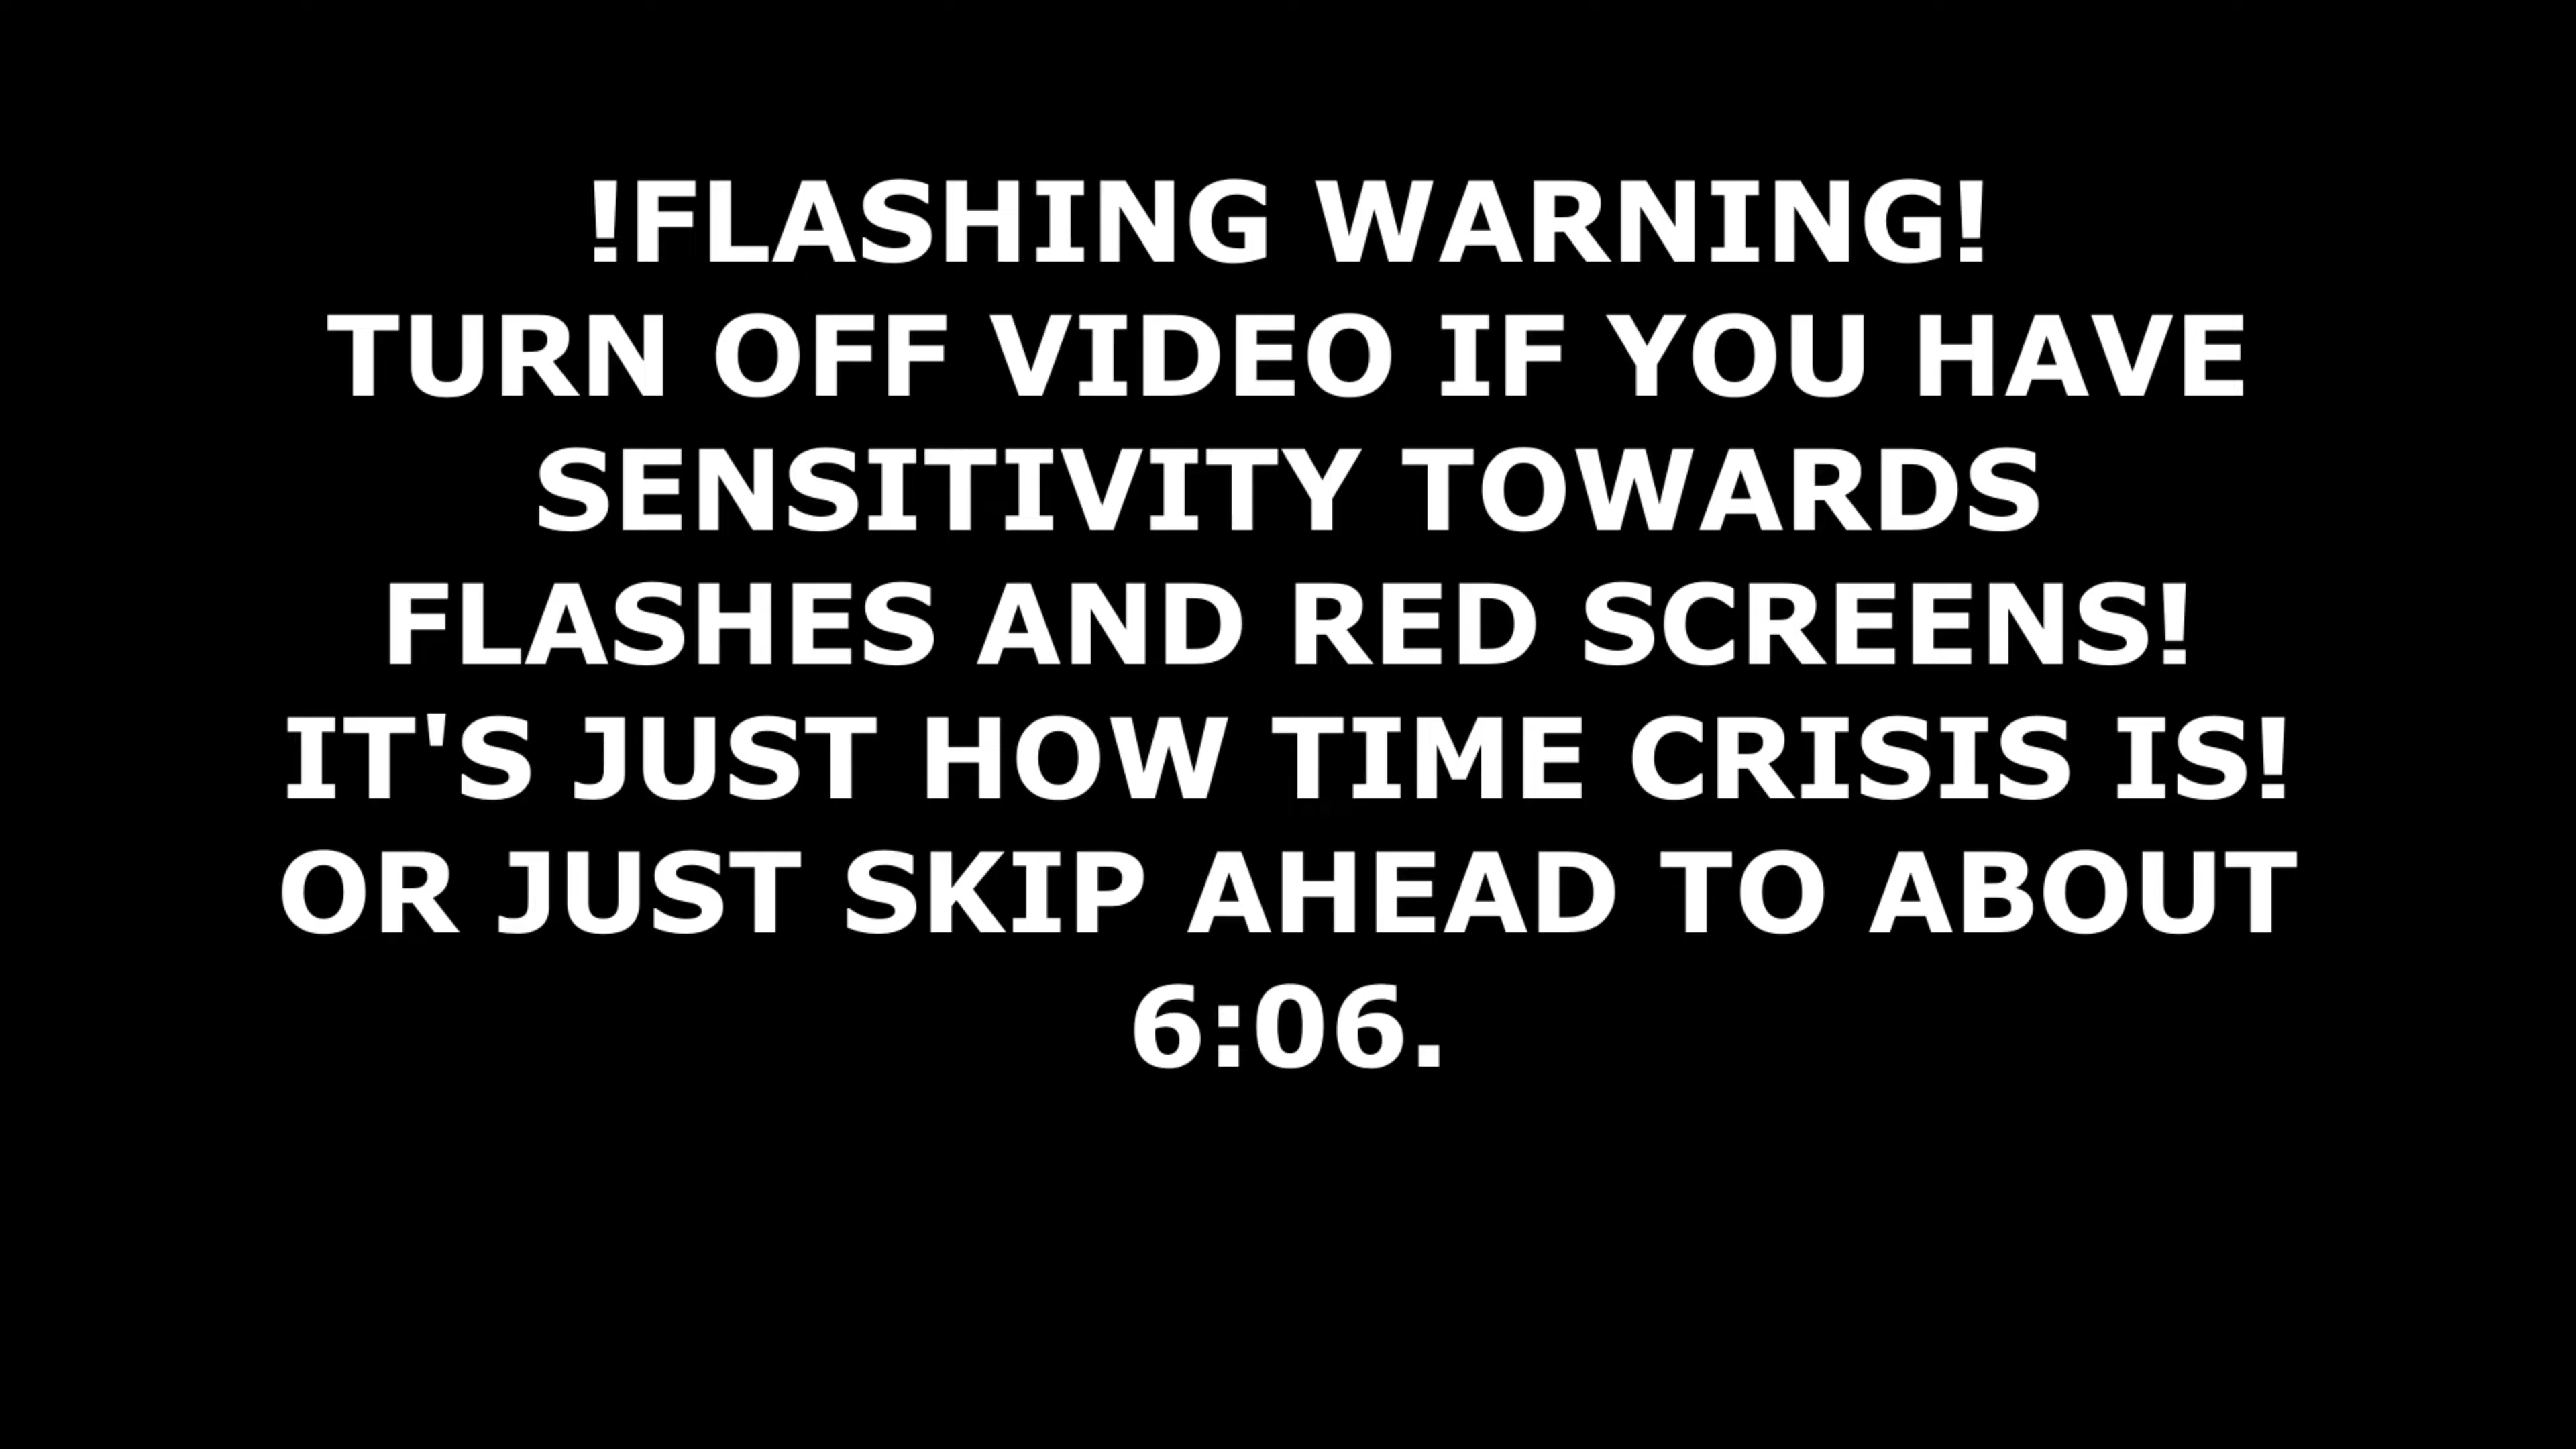 !FLASHING WARNING!
TURN OFF VIDEO IF YOU HAVE
SENSITIVITY TOWARDS
FLASHES AND RED SCREENS!
IT'S JUST HOW TIME CRISIS IS!
OR JUST SKIP AHEAD TO ABOUT
6:06.